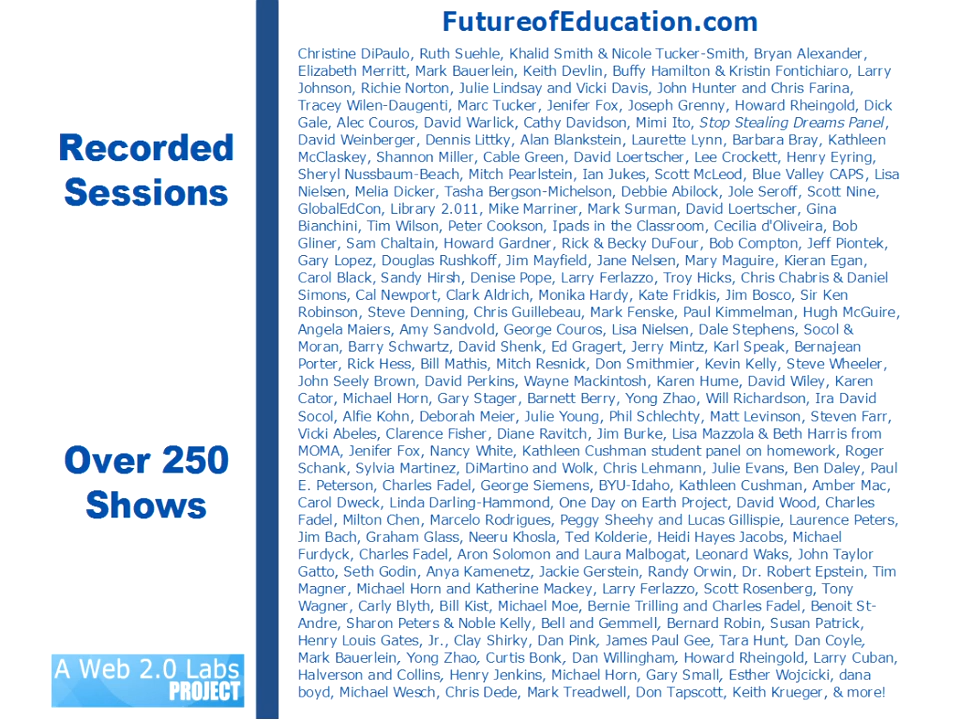 FutureofEducation.com
Recorded
Sessions
Over 250
Shows
A Web 2.0 Labs
PROJECT
Christine DiPaulo, Ruth Suehle, Khalid Smith & Nicole Tucker-Smith, Bryan Alexander,
Elizabeth Merritt, Mark Bauerlein, Keith Devlin, Buffy Hamilton & Kristin Fontichiaro, Larry
Johnson, Richie Norton, Julie Lindsay and Vicki Davis, John Hunter and Chris Farina,
Tracey Wilen-Daugenti, Marc Tucker, Jenifer Fox, Joseph Grenny, Howard Rheingold, Dick
Gale, Alec Couros, David Warlick, Cathy Davidson, Mimi Ito, Stop Stealing Dreams Panel,
David Weinberger, Dennis Littky, Alan Blankstein, Laurette Lynn, Barbara Bray, Kathleen
McClaskey, Shannon Miller, Cable Green, David Loertscher, Lee Crockett, Henry Eyring,
Sheryl Nussbaum-Beach, Mitch Pearlstein, Ian Jukes, Scott McLeod, Blue Valley CAPS, Lisa
Nielsen, Melia Dicker, Tasha Bergson-Michelson, Debbie Abilock, Jole Seroff, Scott Nine,
GlobalEdCon, Library 2.011, Mike Marriner, Mark Surman, David Loertscher, Gina
Bianchini, Tim Wilson, Peter Cookson, Ipads in the Classroom, Cecilia d'Oliveira, Bob
Gliner, Sam Chaltain, Howard Gardner, Rick & Becky DuFour, Bob Compton, Jeff Piontek,
Gary Lopez, Douglas Rushkoff, Jim Mayfield, Jane Nelsen, Mary Maguire, Kieran Egan,
Carol Black, Sandy Hirsh, Denise Pope, Larry Ferlazzo, Troy Hicks, Chris Chabris & Daniel
Simons, Cal Newport, Clark Aldrich, Monika Hardy, Kate Fridkis, Jim Bosco, Sir Ken
Robinson, Steve Denning, Chris Guillebeau, Mark Fenske, Paul Kimmelman, Hugh McGuire,
Angela Maiers, Amy Sandvold, George Couros, Lisa Nielsen, Dale Stephens, Socol &
Moran, Barry Schwartz, David Shenk, Ed Gragert, Jerry Mintz, Karl Speak, Bernajean
Porter, Rick Hess, Bill Mathis, Mitch Resnick, Don Smithmier, Kevin Kelly, Steve Wheeler,
John Seely Brown, David Perkins, Wayne Mackintosh, Karen Hume, David Wiley, Karen
Cator, Michael Horn, Gary Stager, Barnett Berry, Yong Zhao, Will Richardson, Ira David
Socol, Alfie Kohn, Deborah Meier, Julie Young, Phil Schlechty, Matt Levinson, Steven Farr,
Vicki Abeles, Clarence Fisher, Diane Ravitch, Jim Burke, Lisa Mazzola & Beth Harris from
MOMA, Jenifer Fox, Nancy White, Kathleen Cushman student panel on homework, Roger
Schank, Sylvia Martinez, DiMartino and Wolk, Chris Lehmann, Julie Evans, Ben Daley, Paul
E. Peterson, Charles Fadel, George Siemens, BYU-Idaho, Kathleen Cushman, Amber Mac,
Carol Dweck, Linda Darling-Hammond, One Day on Earth Project, David Wood, Charles
Fadel, Milton Chen, Marcelo Rodrigues, Peggy Sheehy and Lucas Gillispie, Laurence Peters,
Jim Bach, Graham Glass, Neeru Khosla, Ted Kolderie, Heidi Hayes Jacobs, Michael
Furdyck, Charles Fadel, Aron Solomon and Laura Malbogat, Leonard Waks, John Taylor
Gatto, Seth Godin, Anya Kamenetz, Jackie Gerstein, Randy Orwin, Dr. Robert Epstein, Tim
Magner, Michael Horn and Katherine Mackey, Larry Ferlazzo, Scott Rosenberg, Tony
Wagner, Carly Blyth, Bill Kist, Michael Moe, Bernie Trilling and Charles Fadel, Benoit St-
Andre, Sharon Peters & Noble Kelly, Bell and Gemmell, Bernard Robin, Susan Patrick,
Henry Louis Gates, Jr., Clay Shirky, Dan Pink, James Paul Gee, Tara Hunt, Dan Coyle,
Mark Bauerlein, Yong Zhao, Curtis Bonk, Dan Willingham, Howard Rheingold, Larry Cuban,
Halverson and Collins, Henry Jenkins, Michael Horn, Gary Small, Esther Wojcicki, dana
boyd, Michael Wesch, Chris Dede, Mark Treadwell, Don Tapscott, Keith Krueger, & more!